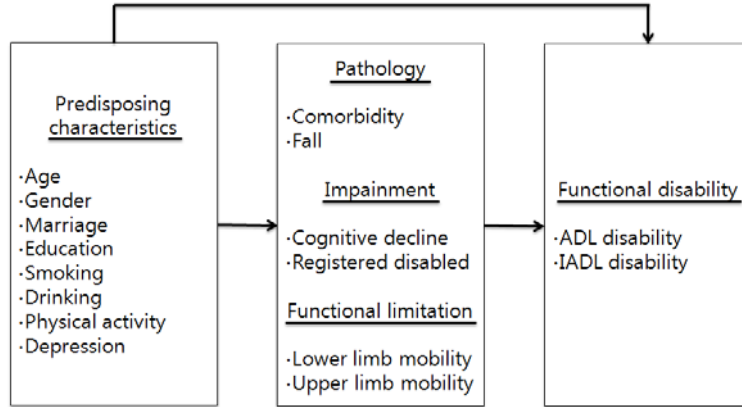 Predisposing
characteristics
·Age
·Gender
·Marriage
·Education
·Smoking
·Drinking
·Physical activity
·Depression
Pathology
·Comorbidity
·Fall
Impairment
·Cognitive decline
·Registered disabled
Functional limitation
·Lower limb mobility
·Upper limb mobility
Functional disability
·ADL disability
·IADL disability